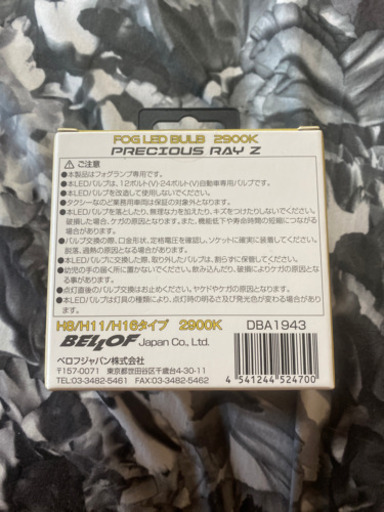 FOG LED BULB 2900K
PRECIOUS RAY Z
⚠ ご注意
●本製品はフォグランプ専用です。
●本LEDバルブは、12ボルト(V)・24ボルト(V)自動車専用バルブです。
●本LEDバルブを改造して使用しないでください。
●タクシーなどの業務用車両は保証の対象外となります。
●本LEDバルブを落としたり、無理な力を加えたり、キズをつけたりしないでください。
破損した場合、ケガの原因となります。また、機能低下や寿命時間の短縮につながる
場合があります。
●バルブ交換の際、口金形状、定格電圧を確認し、ソケットに確実に装着してください。
脱落、過熱の原因となる場合があります。
●本LEDバルブに交換した際、取り外したバルブは、割らずに保管してください。
●幼児の手の届く所に置かないでください。飲み込んだり、破損によりケガの原因とな
る事があります。
●点灯直後のバルブ交換はおやめください。ヤケドやケガの原因となります。
●本LEDバルブは灯具の種類により、点灯時の明るさ及び発光色が変わる場合があり
ます。
H8/H11/H16タイプ 2900K
DBA1943
BELLOF Japan Co., Ltd.
ベロフジャパン株式会社
〒157-0071 東京都世田谷区千歳台4-30-11
TEL.03-3482-5461 FAX.03-3482-5462
4 541244 524700